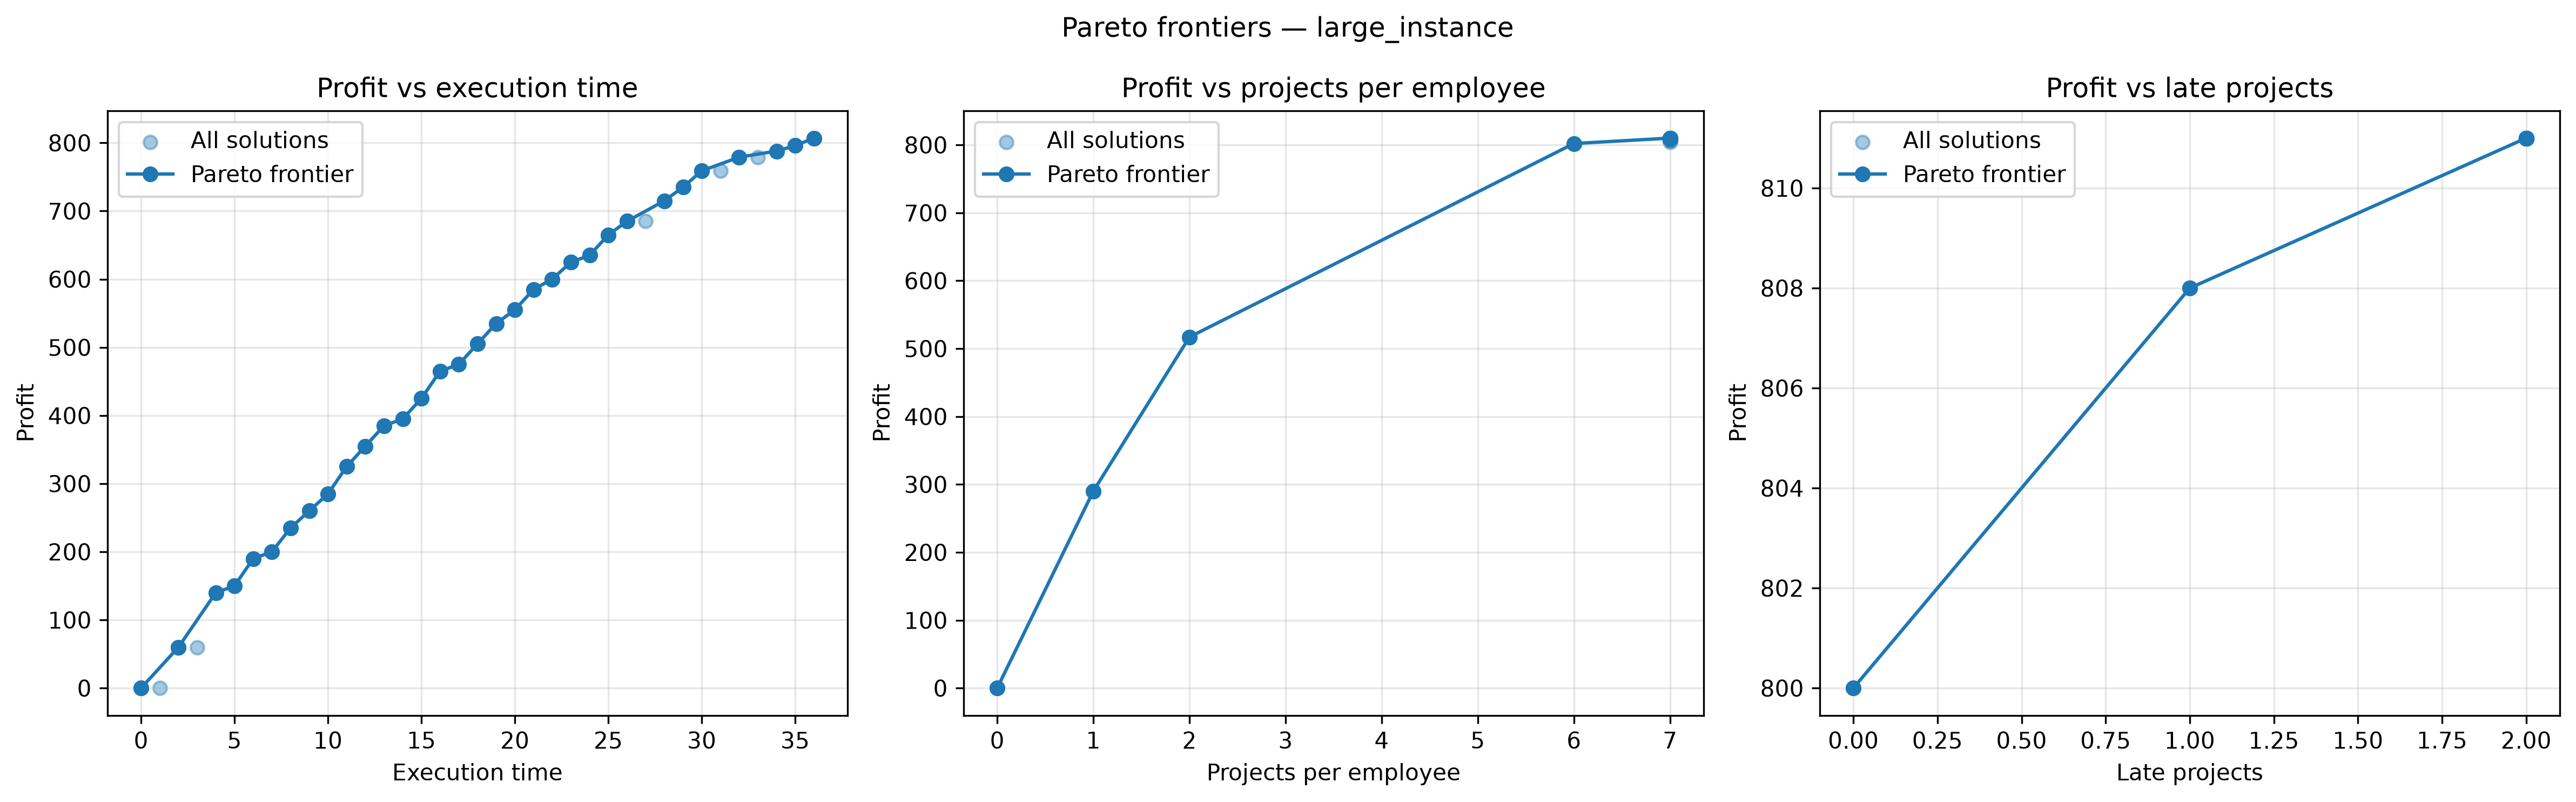 Pareto frontiers — large_instance
Profit vs execution time
All solutions
Pareto frontier
800
700
600
500
400
300
200
100
0
Profit
0 5 10 15 20 25 30 35
Execution time
Profit vs projects per employee
All solutions
Pareto frontier
800
700
600
500
400
300
200
100
0
Profit
0 1 2 3 4 5 6 7
Projects per employee
Profit vs late projects
All solutions
Pareto frontier
810
808
806
804
802
800
Profit
0.00 0.25 0.50 0.75 1.00 1.25 1.50 1.75 2.00
Late projects